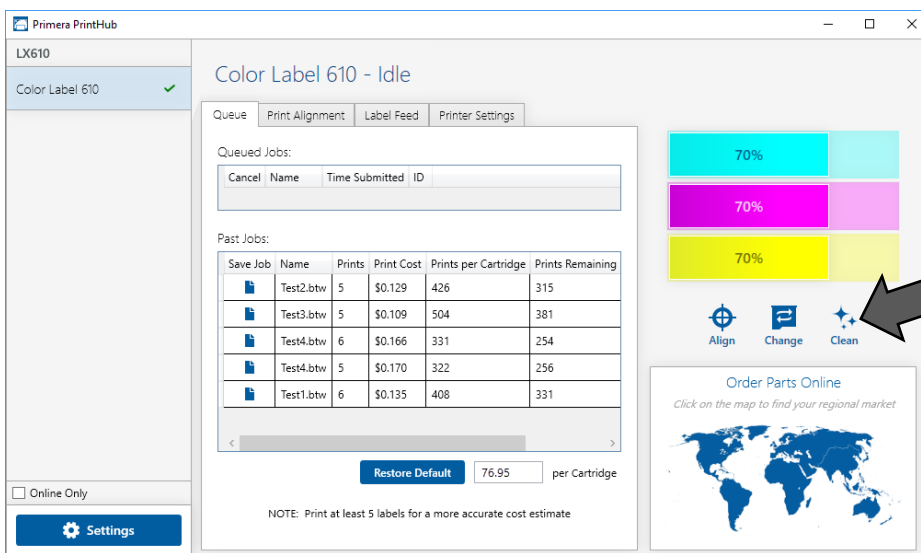 Primera PrintHub
LX610
Color Label 610
Color Label 610 - Idle
Queue Print Alignment Label Feed Printer Settings
Queued Jobs:
Cancel Name Time Submitted ID
Past Jobs:
Save Job Name Prints Print Cost Prints per Cartridge Prints Remaining
Test2.btw 5 $0.129 426 315
Test3.btw 5 $0.109 504 381
Test4.btw 6 $0.166 331 254
Test4.btw 5 $0.170 322 256
Test1.btw 6 $0.135 408 331
Restore Default 76.95 per Cartridge
NOTE: Print at least 5 labels for a more accurate cost estimate
70%
70%
70%
Align Change Clean
Order Parts Online
Click on the map to find your regional market
Online Only
Settings